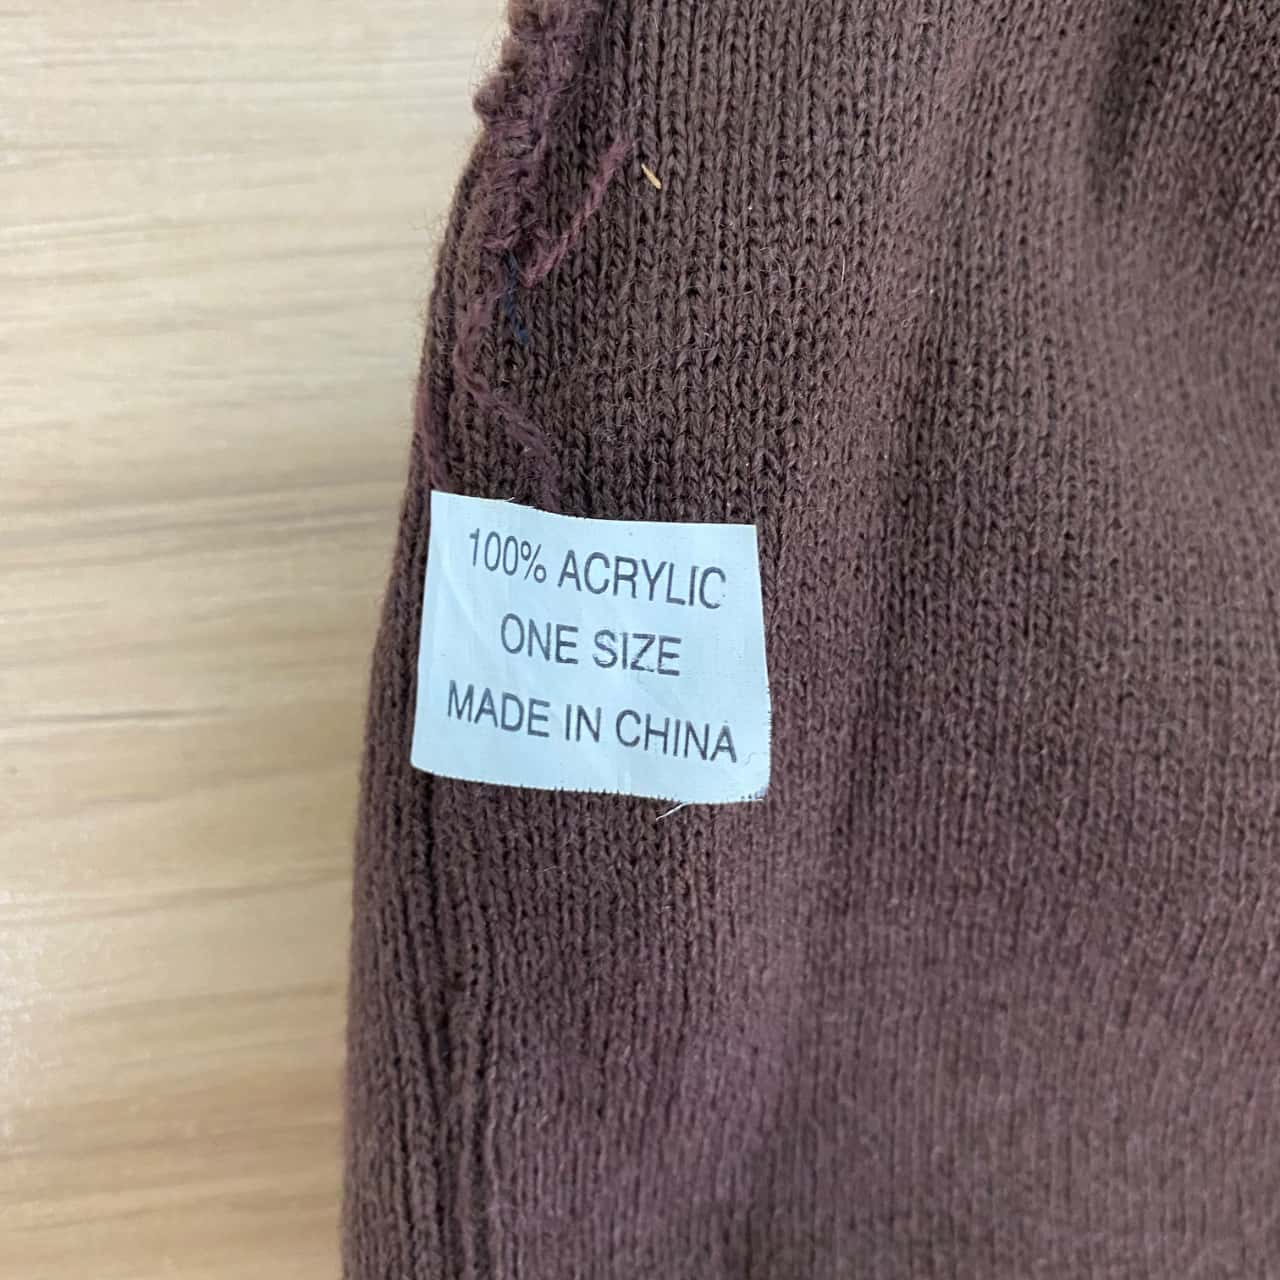 100% ACRYLIC
ONE SIZE
MADE IN CHINA